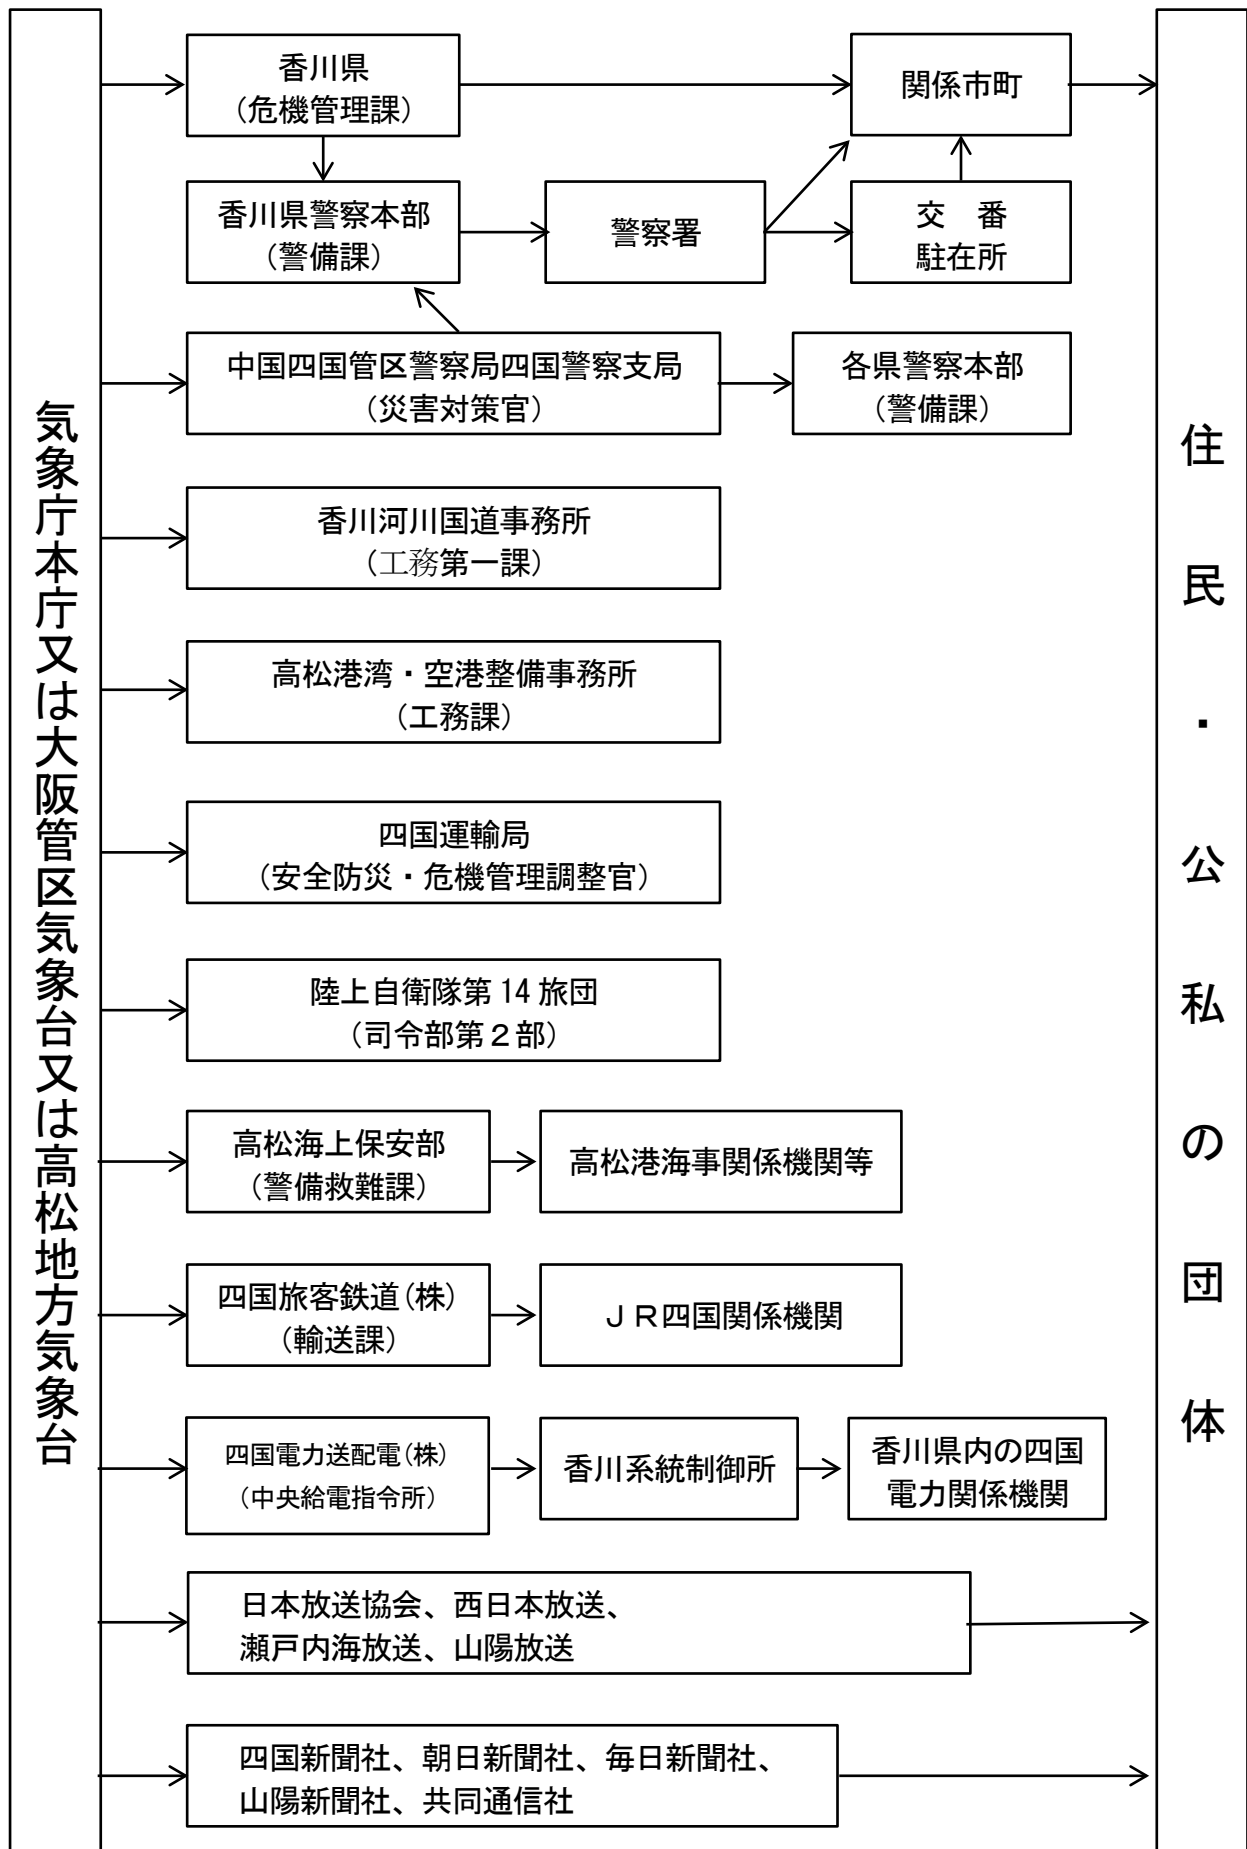 気象庁本庁又は大阪管区気象台又は高松地方気象台
香川県
(危機管理課)
関係市町
香川県警察本部
(警備課)
警察署
交　番
駐在所
中国四国管区警察局四国警察支局
(災害対策官)
各県警察本部
(警備課)
香川河川国道事務所
(工務第一課)
高松港湾・空港整備事務所
(工務課)
四国運輸局
(安全防災・危機管理調整官)
陸上自衛隊第 14 旅団
(司令部第２部)
高松海上保安部
(警備救難課)
高松港海事関係機関等
四国旅客鉄道(株)
(輸送課)
ＪＲ四国関係機関
四国電力送配電(株)
(中央給電指令所)
香川系統制御所
香川県内の四国
電力関係機関
日本放送協会、西日本放送、
瀬戸内海放送、山陽放送
四国新聞社、朝日新聞社、毎日新聞社、
山陽新聞社、共同通信社
住民・公私の団体